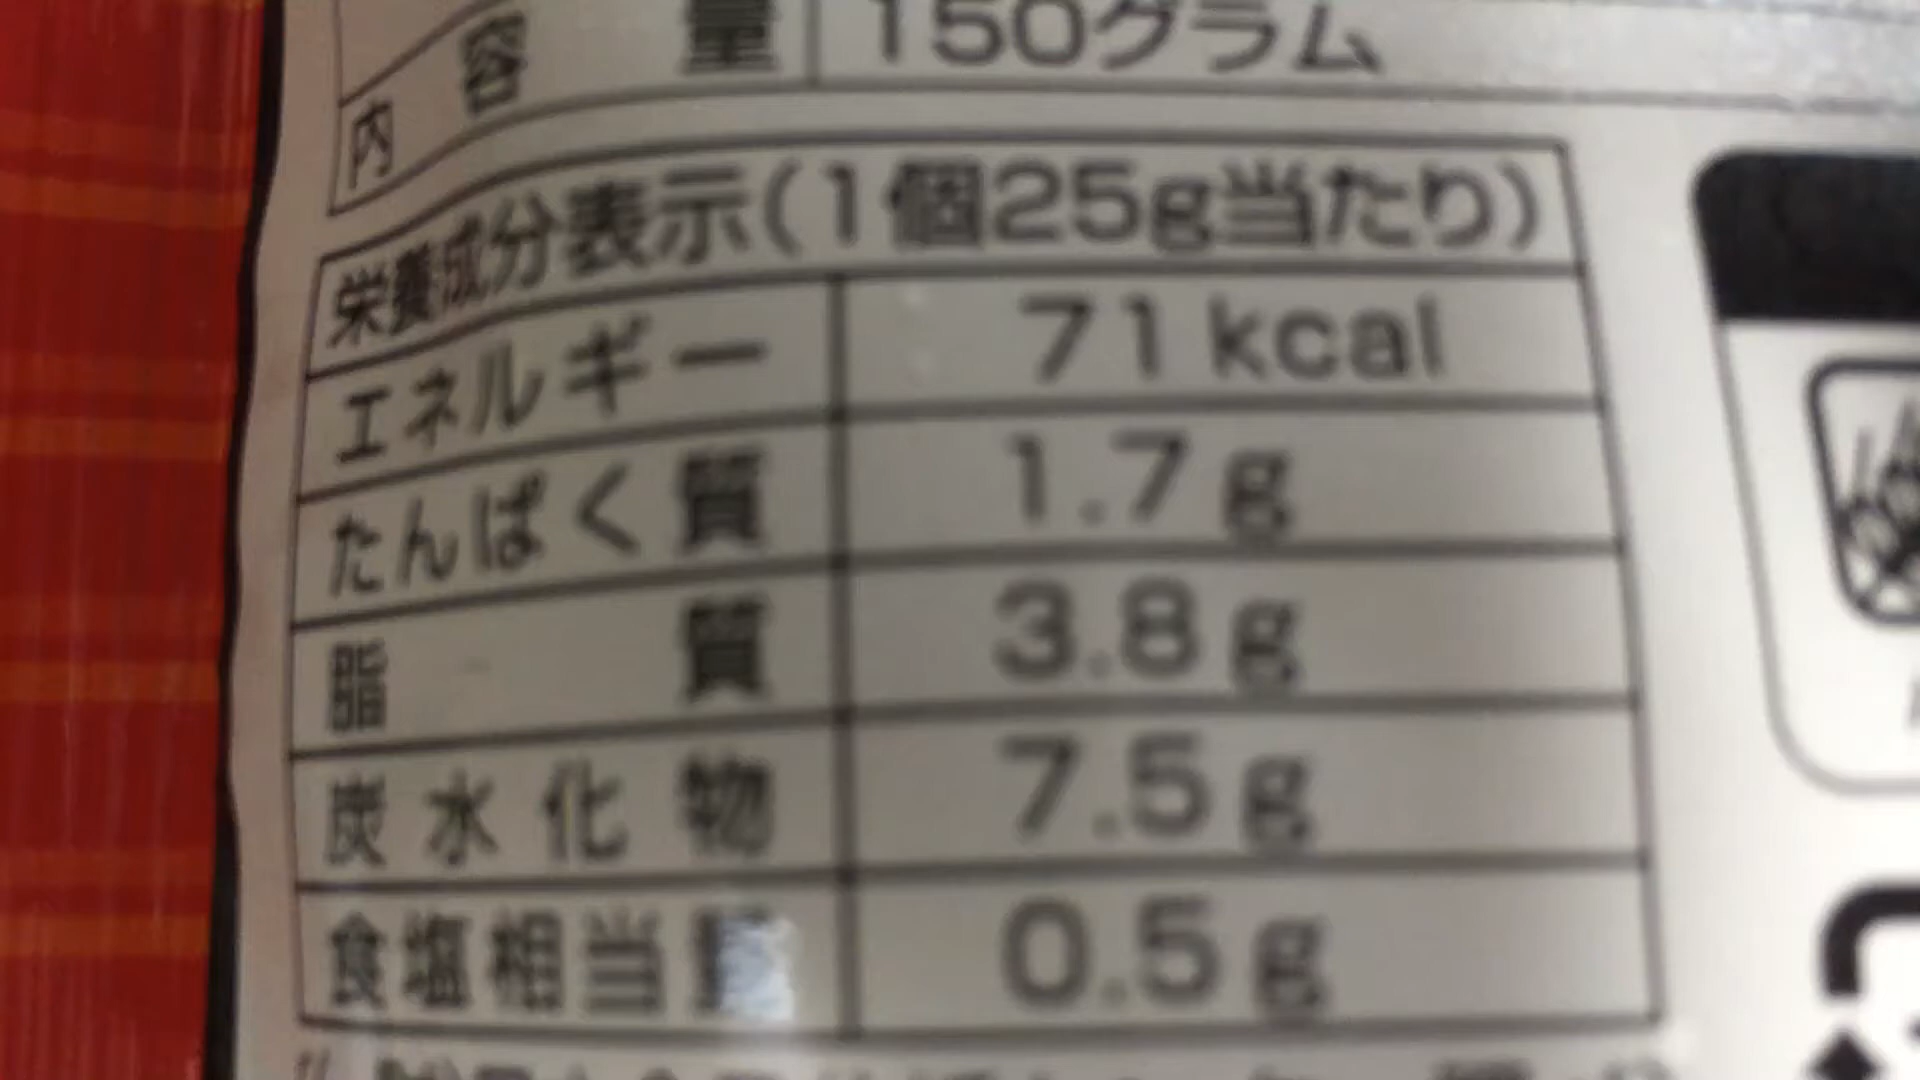 内容量 150グラム
栄養成分表示(1個25g当たり)
エネルギー 71kcal
たんぱく質 1.7g
脂質 3.8g
炭水化物 7.5g
食塩相当量 0.5g